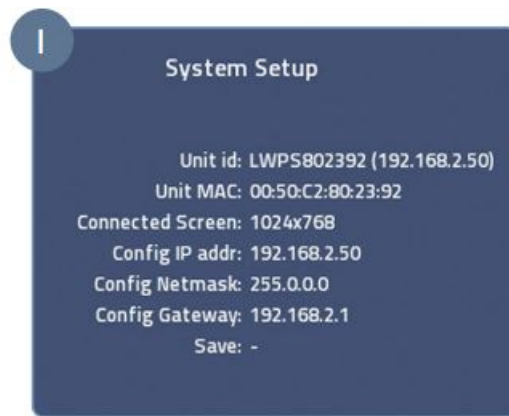 I
System Setup
Unit id: LWPS802392 (192.168.2.50)
Unit MAC: 00:50:C2:80:23:92
Connected Screen: 1024x768
Config IP addr: 192.168.2.50
Config Netmask: 255.0.0.0
Config Gateway: 192.168.2.1
Save: -